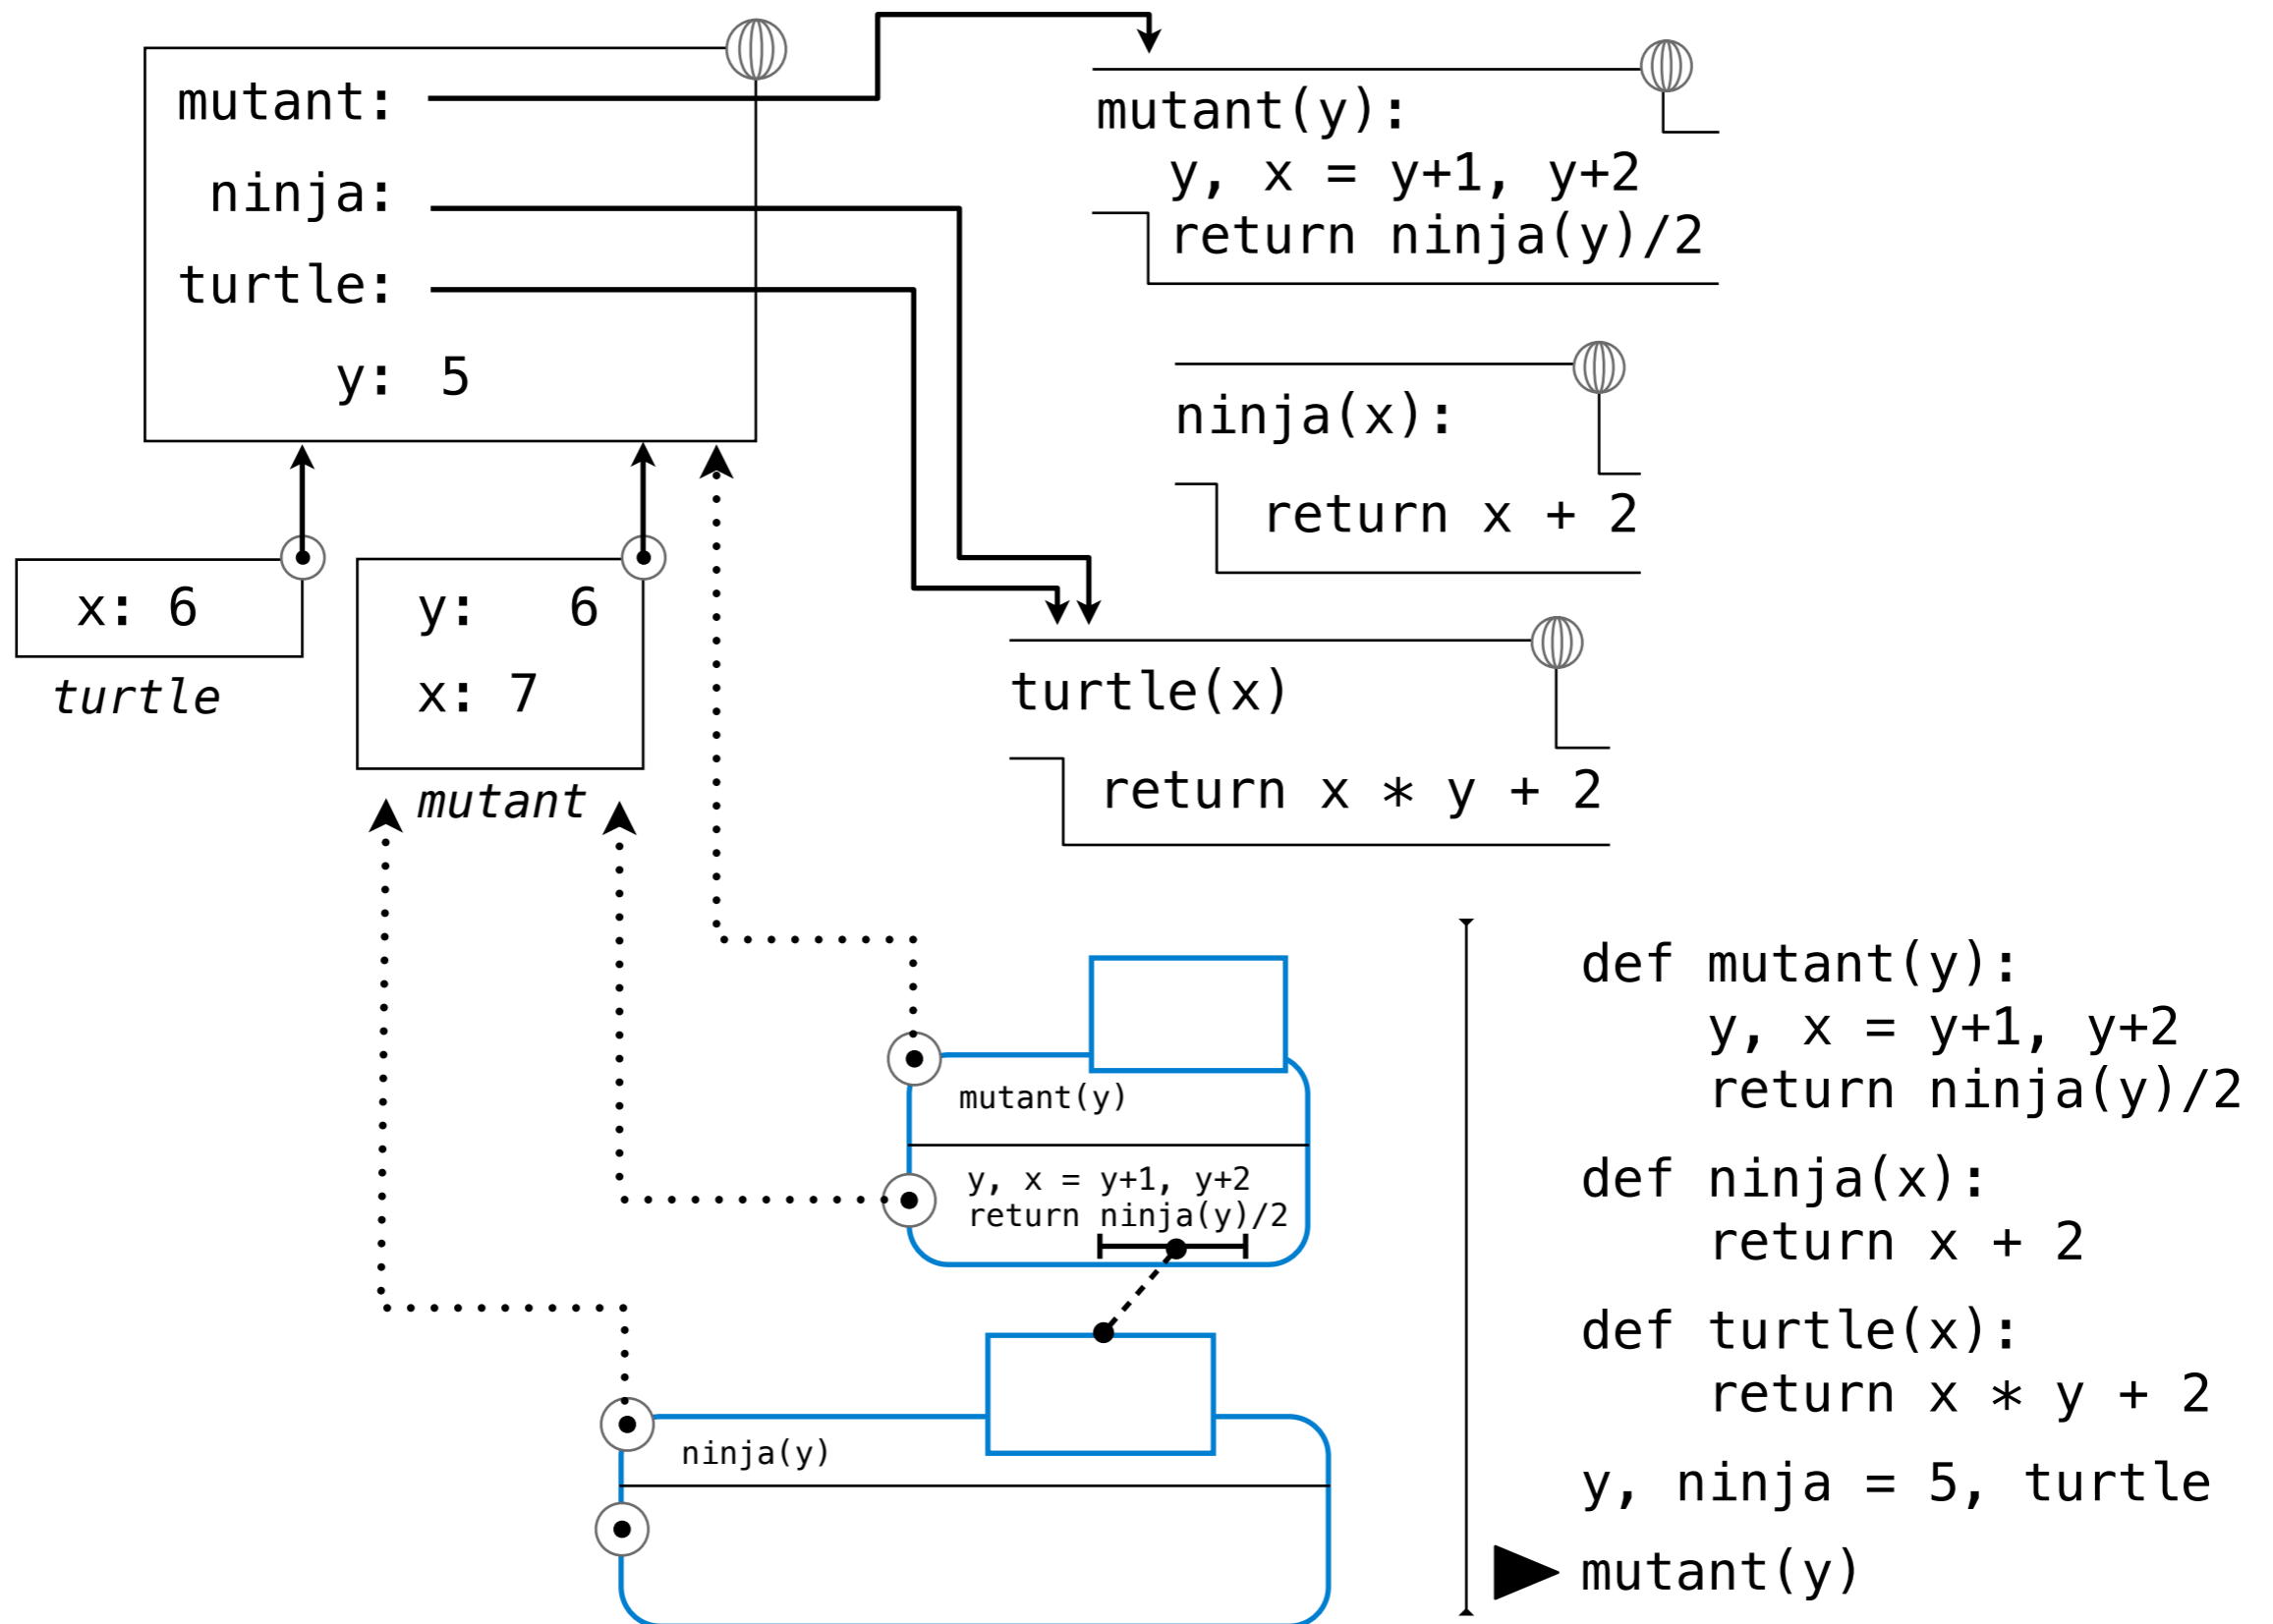 mutant:
ninja:
turtle:
y: 5
mutant(y):
y, x = y+1, y+2
return ninja(y)/2
ninja(x):
return x + 2
x: 6
turtle
y: 6
x: 7
mutant
turtle(x)
return x * y + 2
mutant(y)
y, x = y+1, y+2
return ninja(y)/2
ninja(y)
def mutant(y):
y, x = y+1, y+2
return ninja(y)/2
def ninja(x):
return x + 2
def turtle(x):
return x * y + 2
y, ninja = 5, turtle
mutant(y)